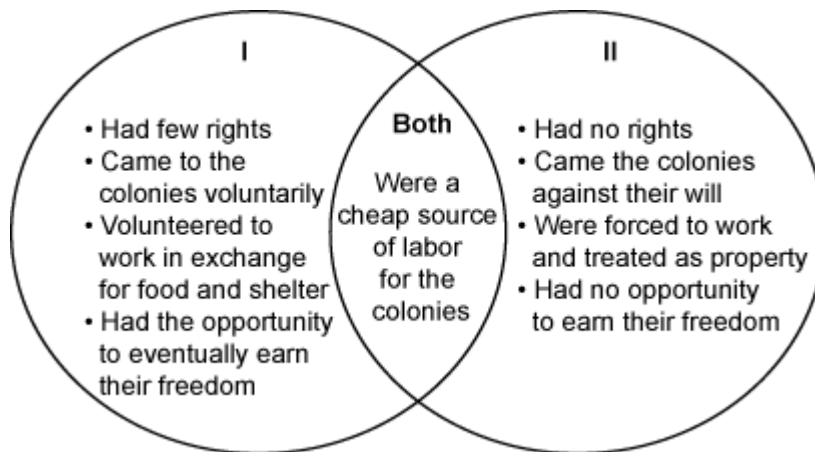 I
• Had few rights
• Came to the
colonies voluntarily
• Volunteered to
work in exchange
for food and shelter
• Had the opportunity
to eventually earn
their freedom
Both
Were a
cheap source
of labor
for the
colonies
II
• Had no rights
• Came the colonies
against their will
• Were forced to work
and treated as property
• Had no opportunity
to earn their freedom